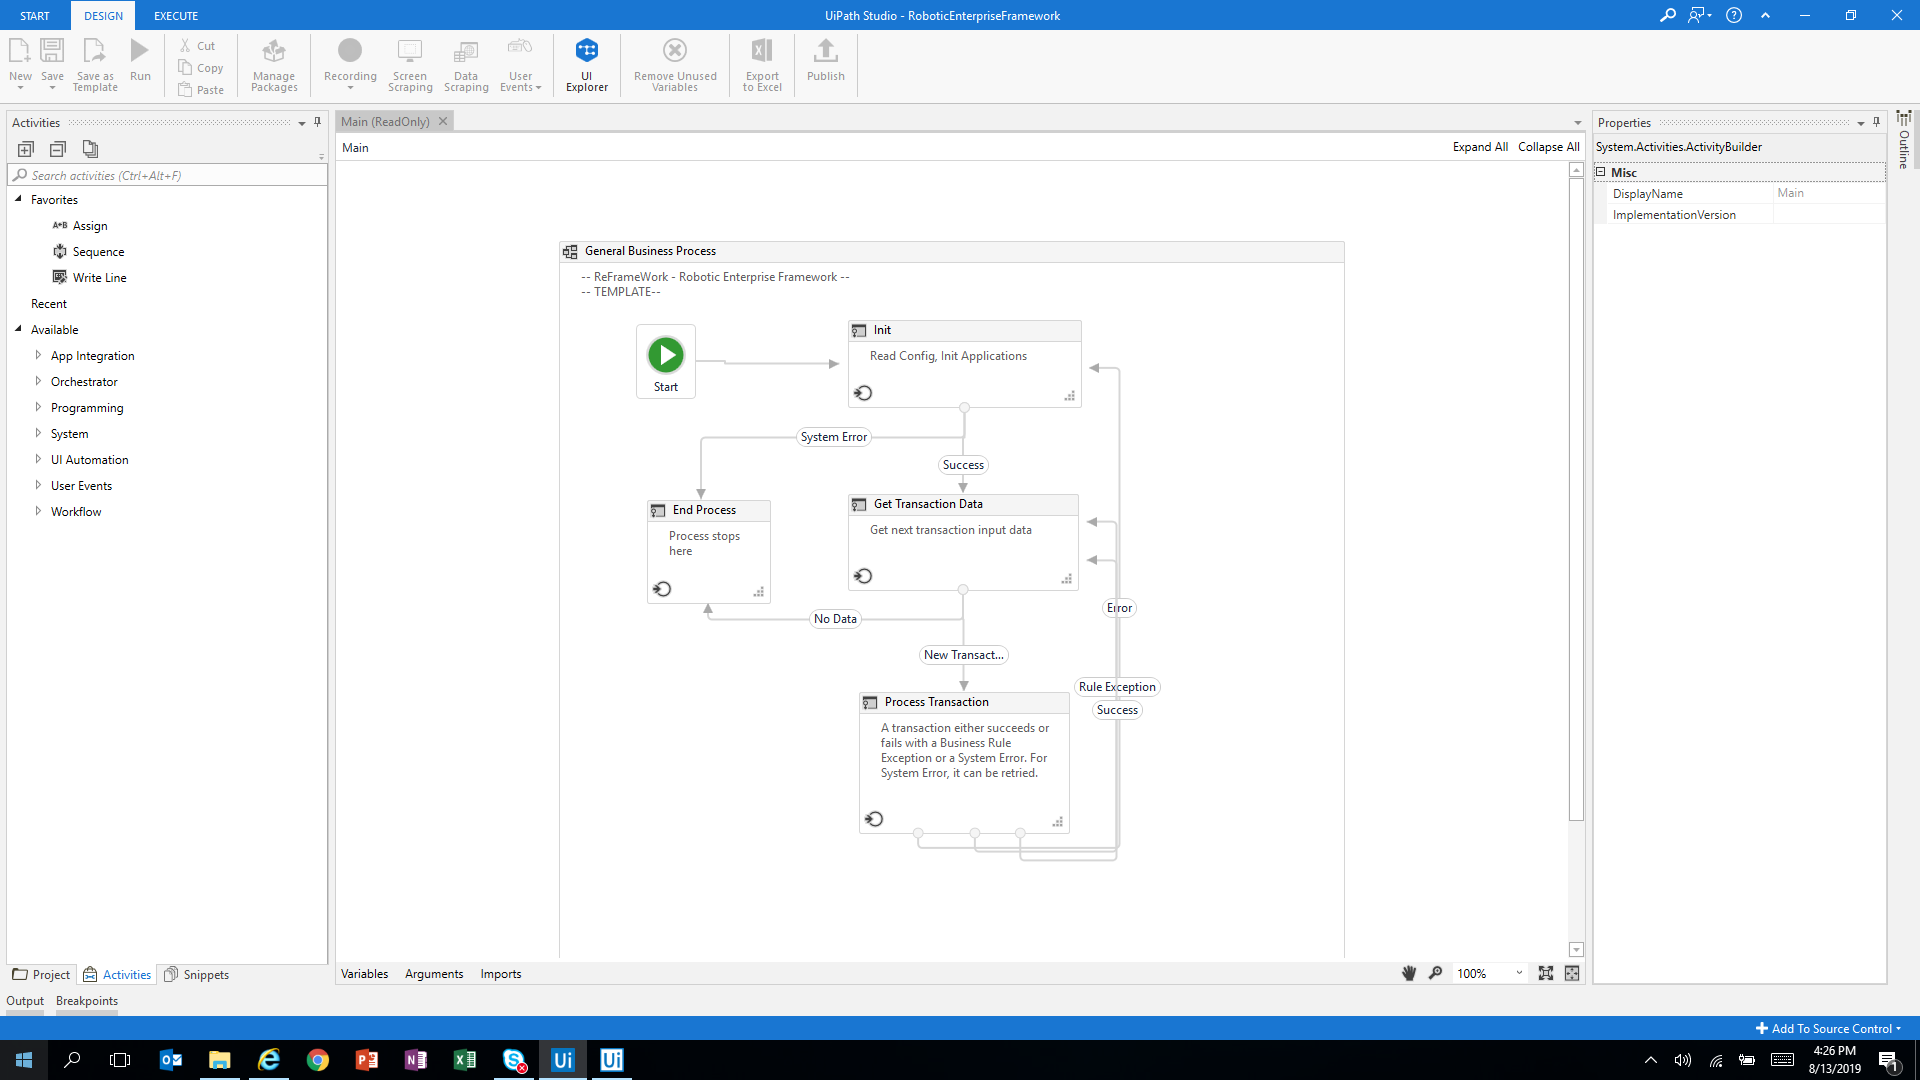 START
DESIGN
EXECUTE
UiPath Studio - RoboticEnterpriseFramework
New
Save
Save as
Template
Run
Cut
Copy
Paste
Manage
Packages
Recording
Screen
Scraping
Data
Scraping
User
Events
UI
Explorer
Remove Unused
Variables
Export
to Excel
Publish
Activities
Search activities (Ctrl+Alt+F)
Favorites
A+B Assign
Sequence
Write Line
Recent
Available
App Integration
Orchestrator
Programming
System
UI Automation
User Events
Workflow
Project
Activities
Snippets
Output
Breakpoints
Main (ReadOnly)
Main
Expand All
Collapse All
General Business Process
-- ReFrameWork - Robotic Enterprise Framework --
-- TEMPLATE--
Start
Init
Read Config, Init Applications
System Error
Success
End Process
Process stops
here
Get Transaction Data
Get next transaction input data
No Data
Error
New Transact...
Rule Exception
Success
Process Transaction
A transaction either succeeds or
fails with a Business Rule
Exception or a System Error. For
System Error, it can be retried.
Variables
Arguments
Imports
100%
Properties
System.Activities.ActivityBuilder
Misc
DisplayName
Main
ImplementationVersion
Outline
Add To Source Control
Ui
Ui
4:26 PM
8/13/2019
1